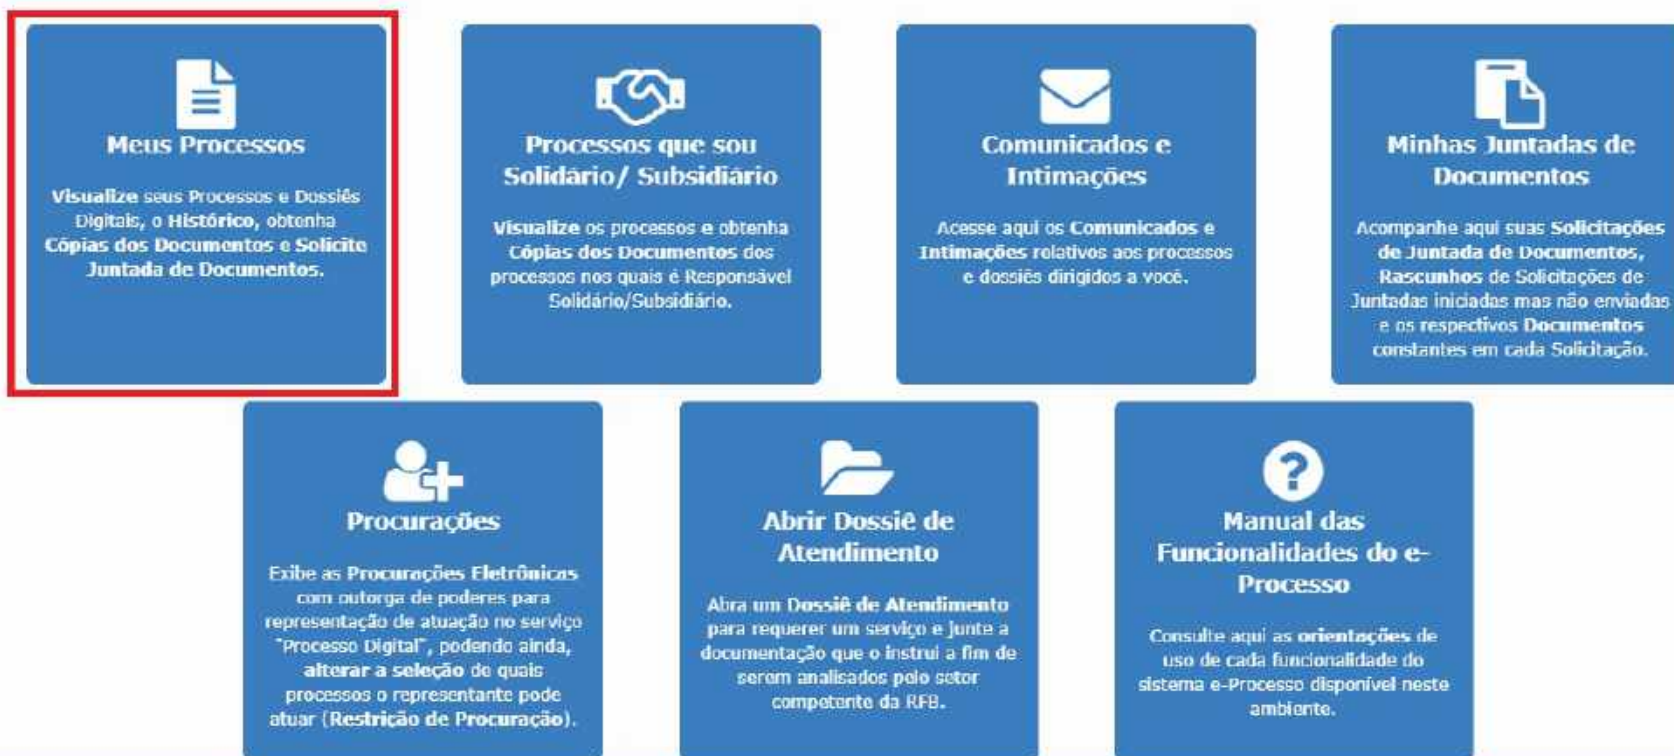 Meus Processos
Visualize seus Processos e Dossiês
Digitais, o Histórico, obtenha
Cópias dos Documentos e Solicite
Juntada de Documentos.
Processos que sou
Solidário/ Subsidiário
Visualize os processos e obtenha
Cópias dos Documentos dos
processos nos quais é Responsável
Solidário/Subsidiário.
Comunicados e
Intimações
Acesse aqui os Comunicados e
Intimações relativos aos processos
e dossiês dirigidos a você.
Minhas Juntadas de
Documentos
Acompanhe aqui suas Solicitações
de Juntada de Documentos,
Rascunhos de Solicitações de
Juntadas iniciadas mas não enviadas
e os respectivos Documentos
constantes em cada Solicitação.
Procurações
Exibe as Procurações Eletrônicas
com outorga de poderes para
representação de atuação no serviço
"Processo Digital", podendo ainda,
alterar a seleção de quais
processos o representante pode
atuar (Restrição de Procuração).
Abrir Dossiê de
Atendimento
Abra um Dossiê de Atendimento
para requerer um serviço e junte a
documentação que o instrui a fim de
serem analisados pelo setor
competente da RFB.
Manual das
Funcionalidades do e-
Processo
Consulte aqui as orientações de
uso de cada funcionalidade do
sistema e-Processo disponível neste
ambiente.